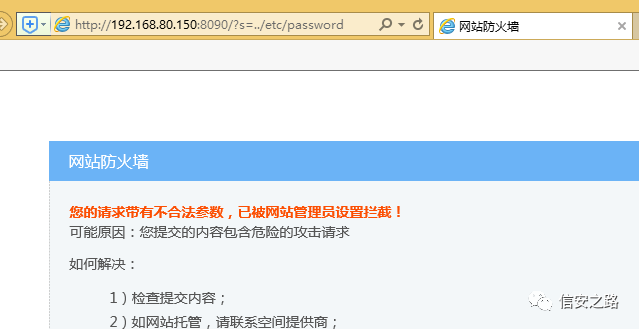 http://192.168.80.150:8090/?s=../etc/password
网站防火墙
网站防火墙
您的请求带有不合法参数，已被网站管理员设置拦截！
可能原因：您提交的内容包含危险的攻击请求
如何解决：
1）检查提交内容；
2）如网站托管，请联系空间提供商；
信安之路